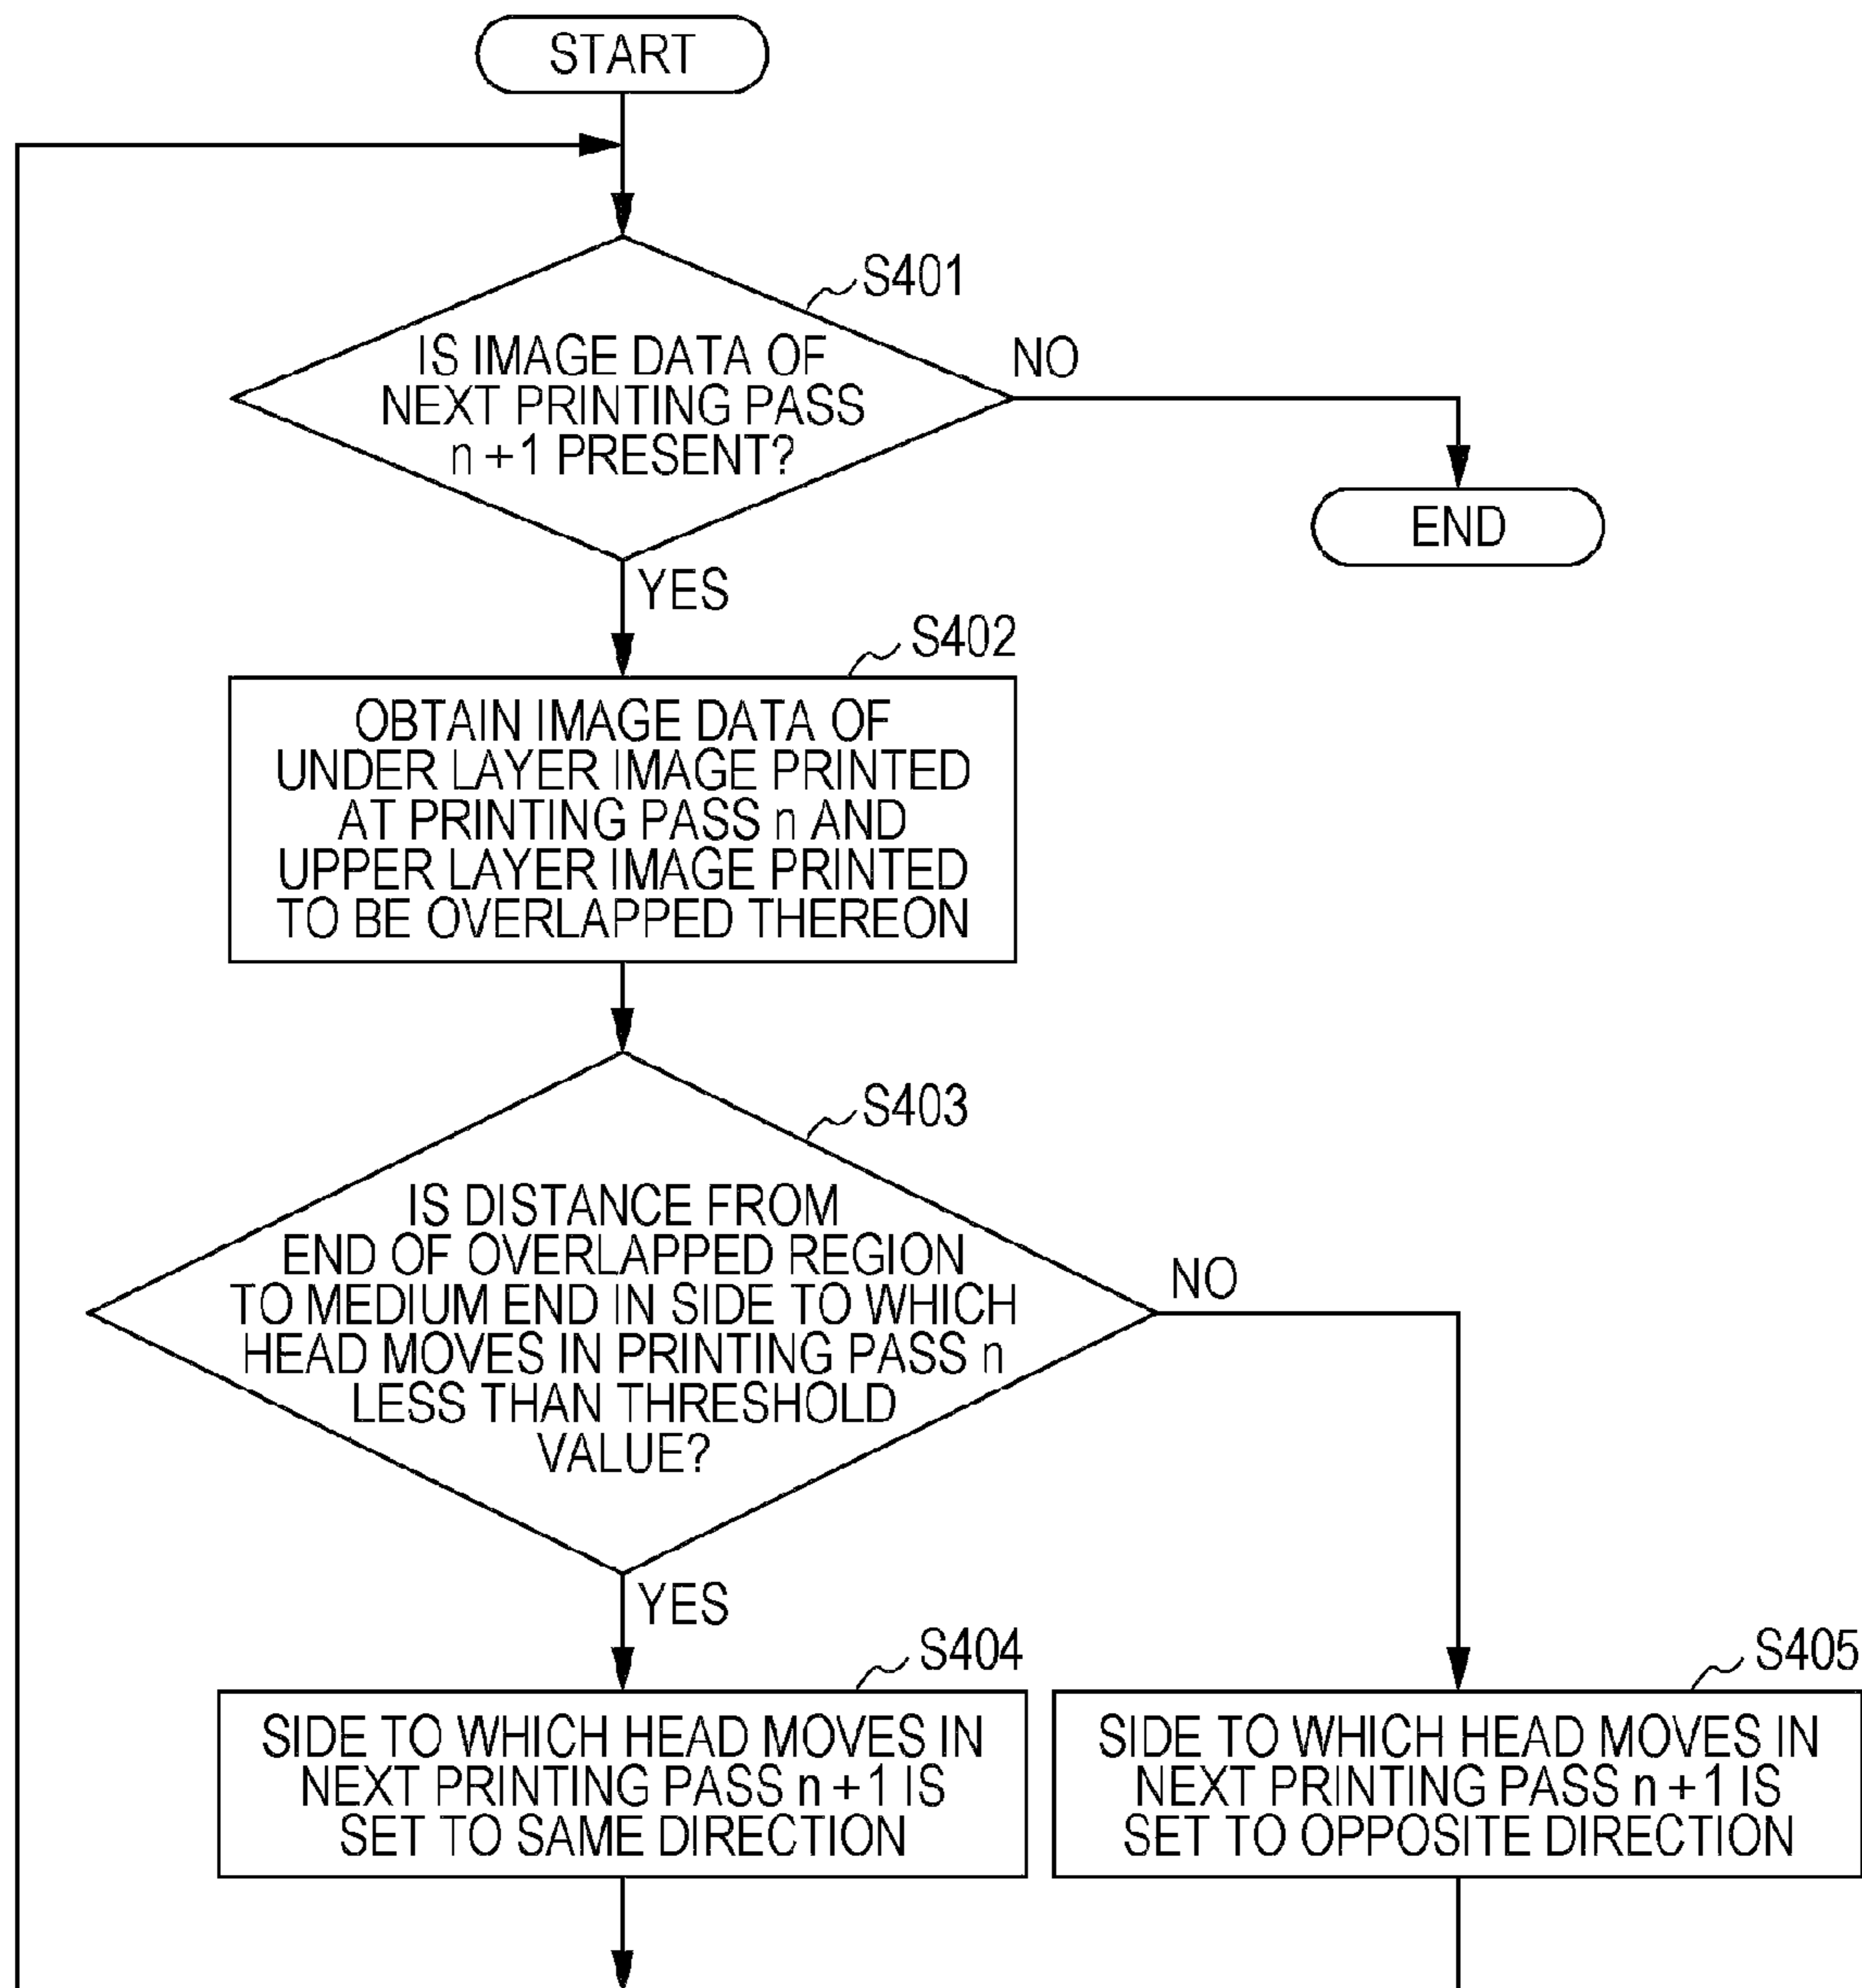 START
S401
IS IMAGE DATA OF
NEXT PRINTING PASS
n +1 PRESENT?
NO
END
YES
S402
OBTAIN IMAGE DATA OF
UNDER LAYER IMAGE PRINTED
AT PRINTING PASS n AND
UPPER LAYER IMAGE PRINTED
TO BE OVERLAPPED THEREON
S403
IS DISTANCE FROM
END OF OVERLAPPED REGION
TO MEDIUM END IN SIDE TO WHICH
HEAD MOVES IN PRINTING PASS n
LESS THAN THRESHOLD
VALUE?
NO
YES
S404
SIDE TO WHICH HEAD MOVES IN
NEXT PRINTING PASS n +1 IS
SET TO SAME DIRECTION
S405
SIDE TO WHICH HEAD MOVES IN
NEXT PRINTING PASS n +1 IS
SET TO OPPOSITE DIRECTION